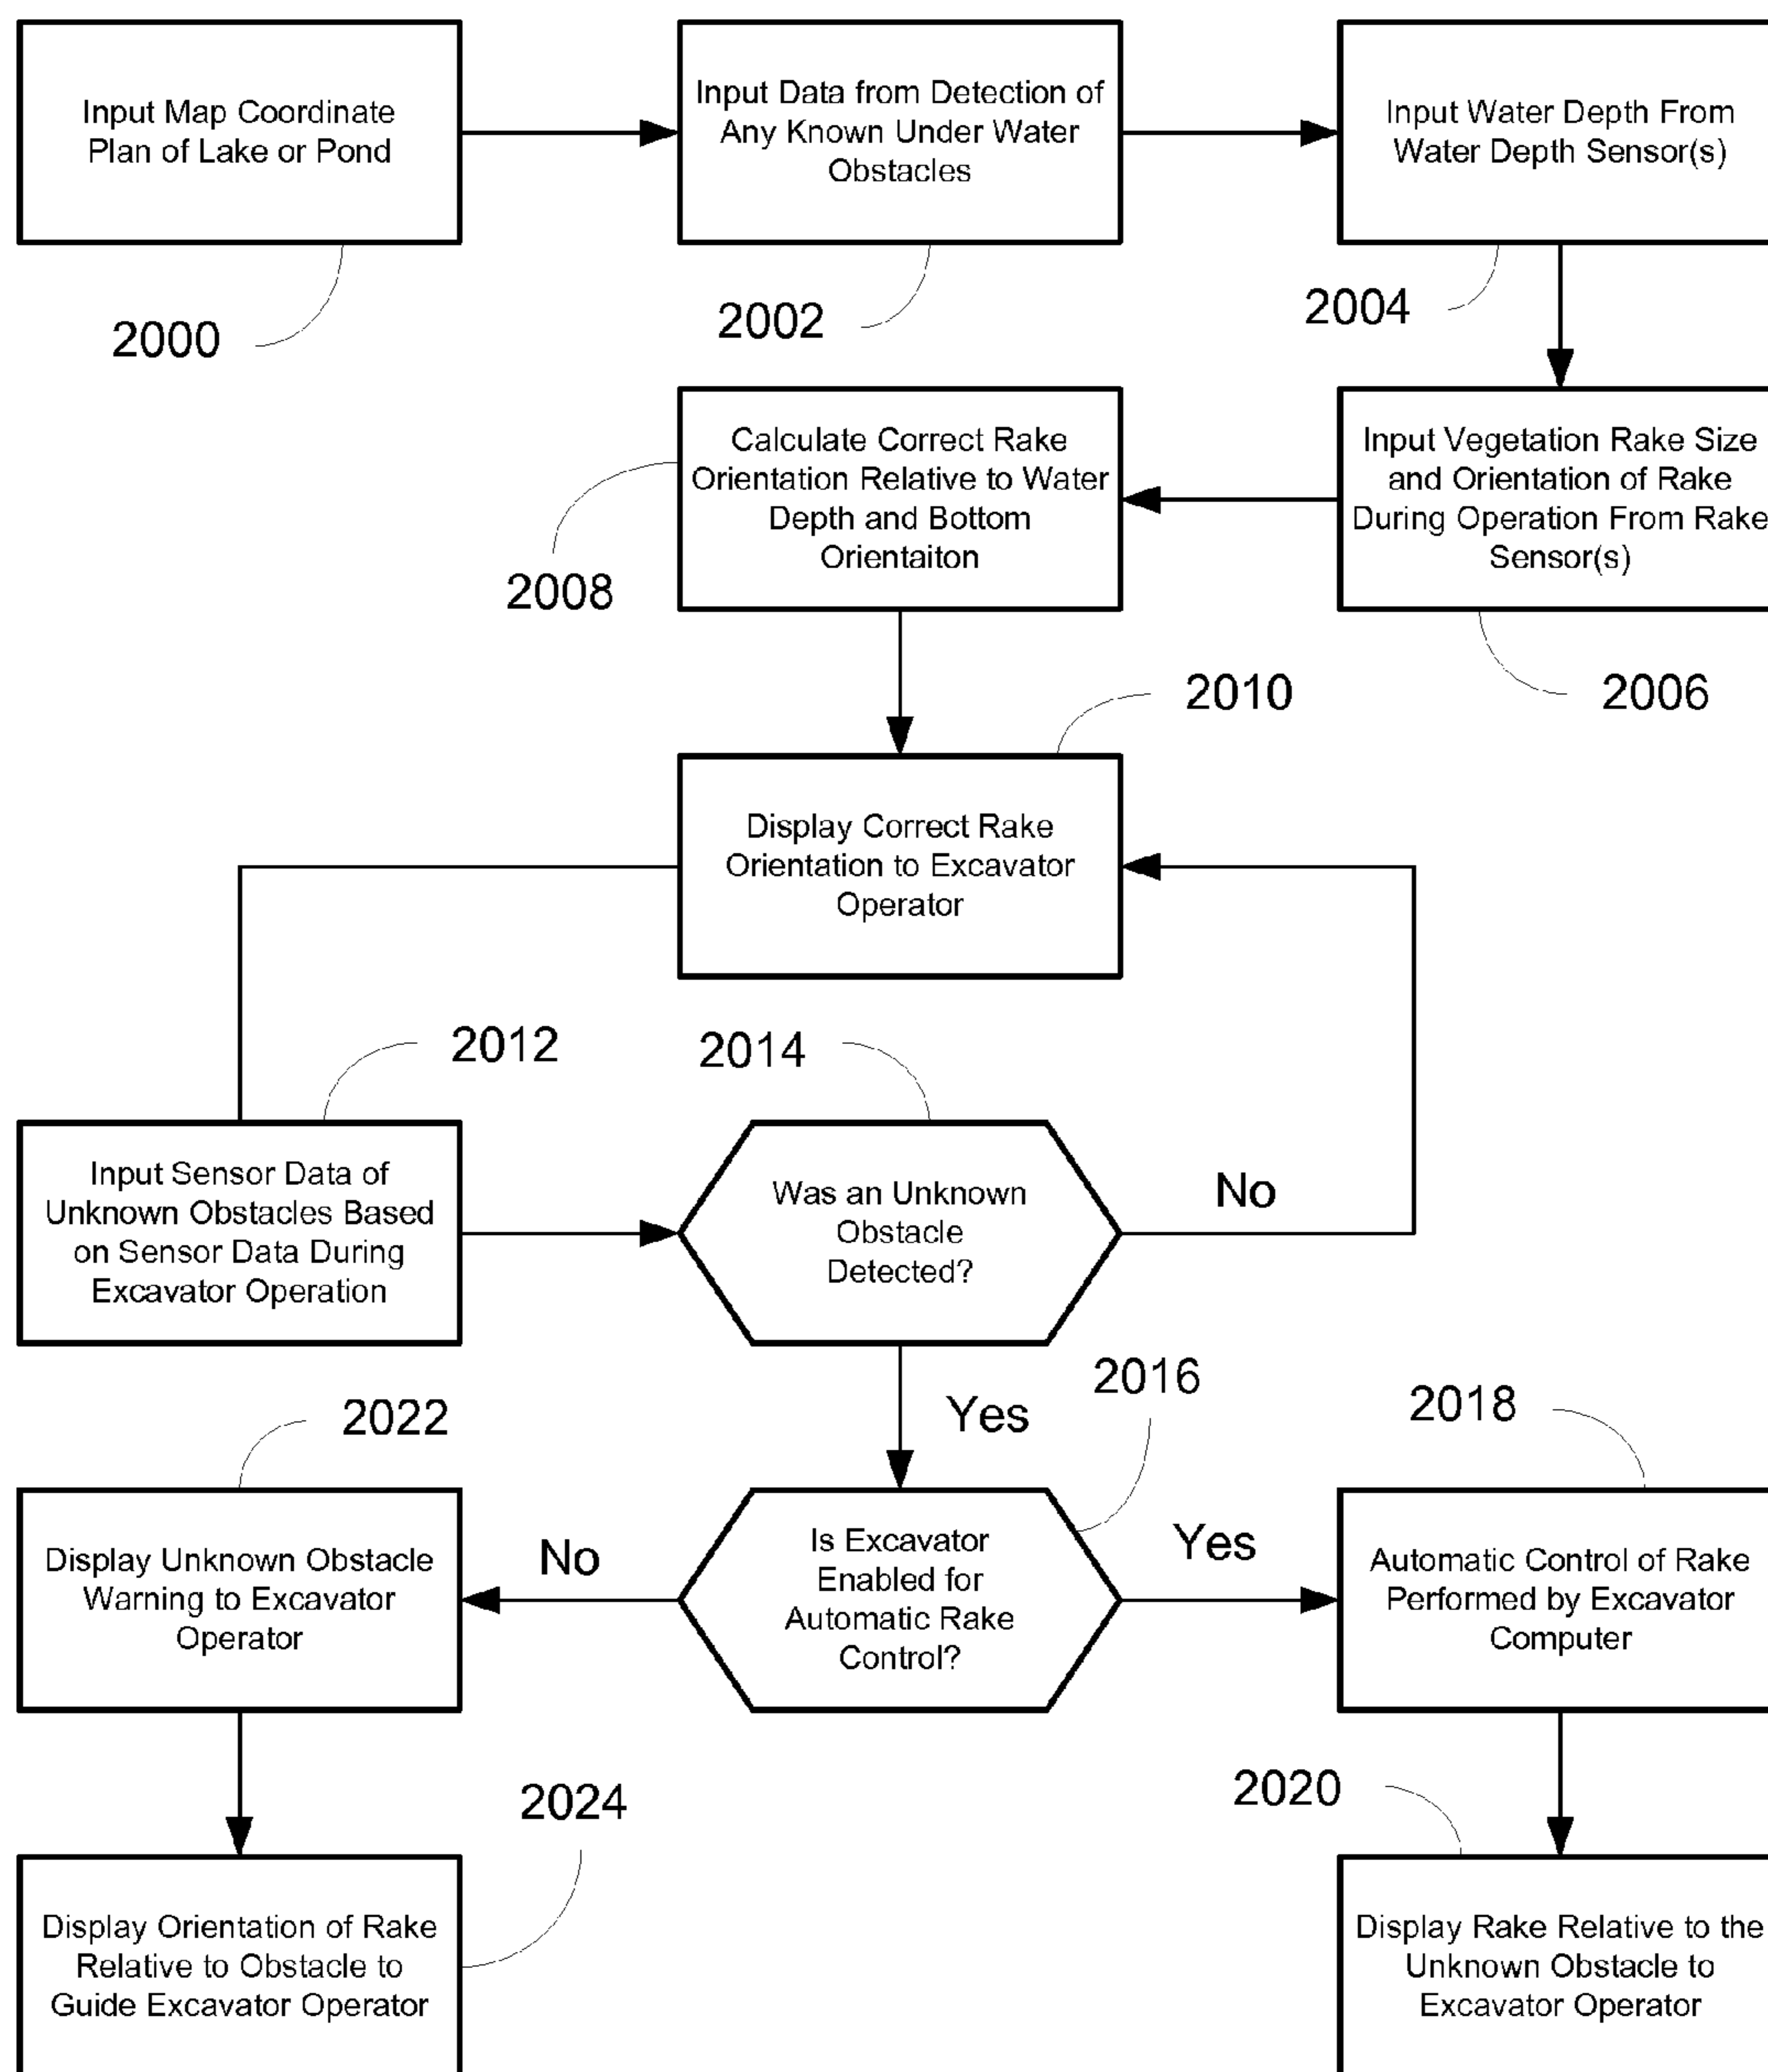 Input Map Coordinate
Plan of Lake or Pond
2000
Input Data from Detection of
Any Known Under Water
Obstacles
2002
Input Water Depth From
Water Depth Sensor(s)
2004
Input Vegetation Rake Size
and Orientation of Rake
During Operation From Rake
Sensor(s)
2006
Calculate Correct Rake
Orientation Relative to Water
Depth and Bottom
Orientaiton
2008
2010
Display Correct Rake
Orientation to Excavator
Operator
2012
Input Sensor Data of
Unknown Obstacles Based
on Sensor Data During
Excavator Operation
2014
Was an Unknown
Obstacle
Detected?
No
Yes
2016
Is Excavator
Enabled for
Automatic Rake
Control?
Yes
2018
Automatic Control of Rake
Performed by Excavator
Computer
2020
Display Rake Relative to the
Unknown Obstacle to
Excavator Operator
No
2022
Display Unknown Obstacle
Warning to Excavator
Operator
2024
Display Orientation of Rake
Relative to Obstacle to
Guide Excavator Operator